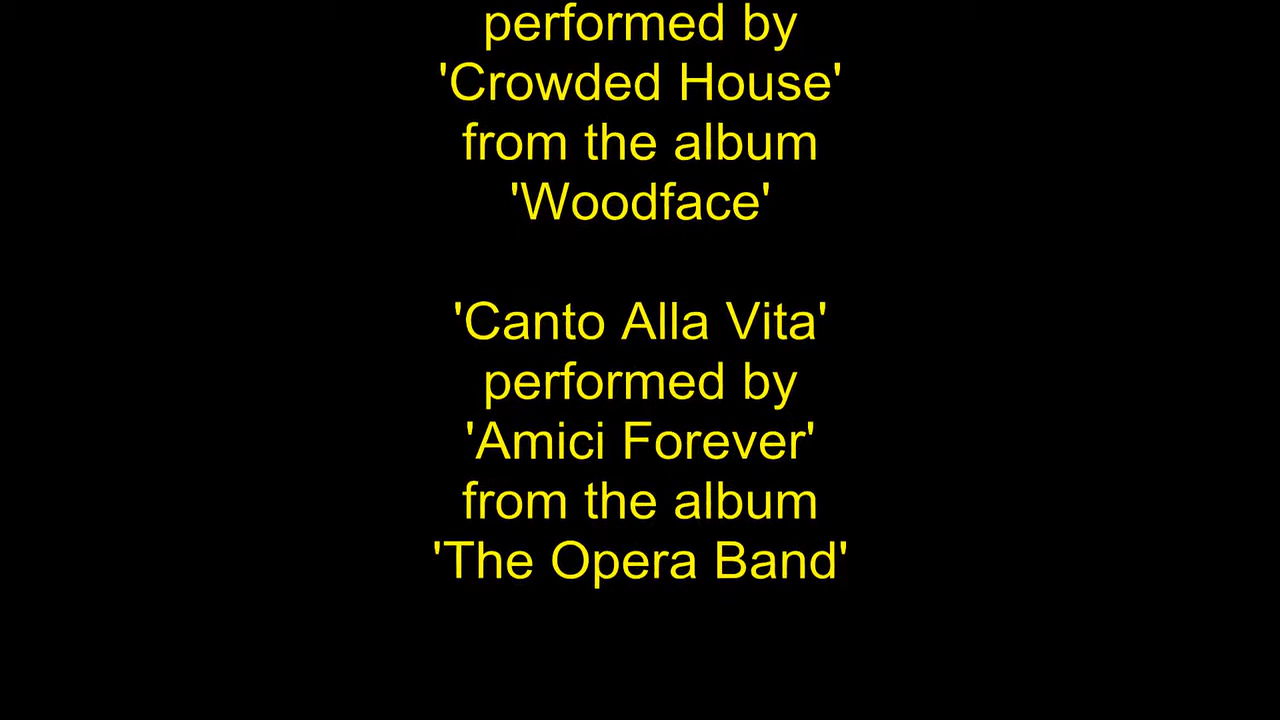 performed by
'Crowded House'
from the album
'Woodface'
'Canto Alla Vita'
performed by
'Amici Forever'
from the album
'The Opera Band'